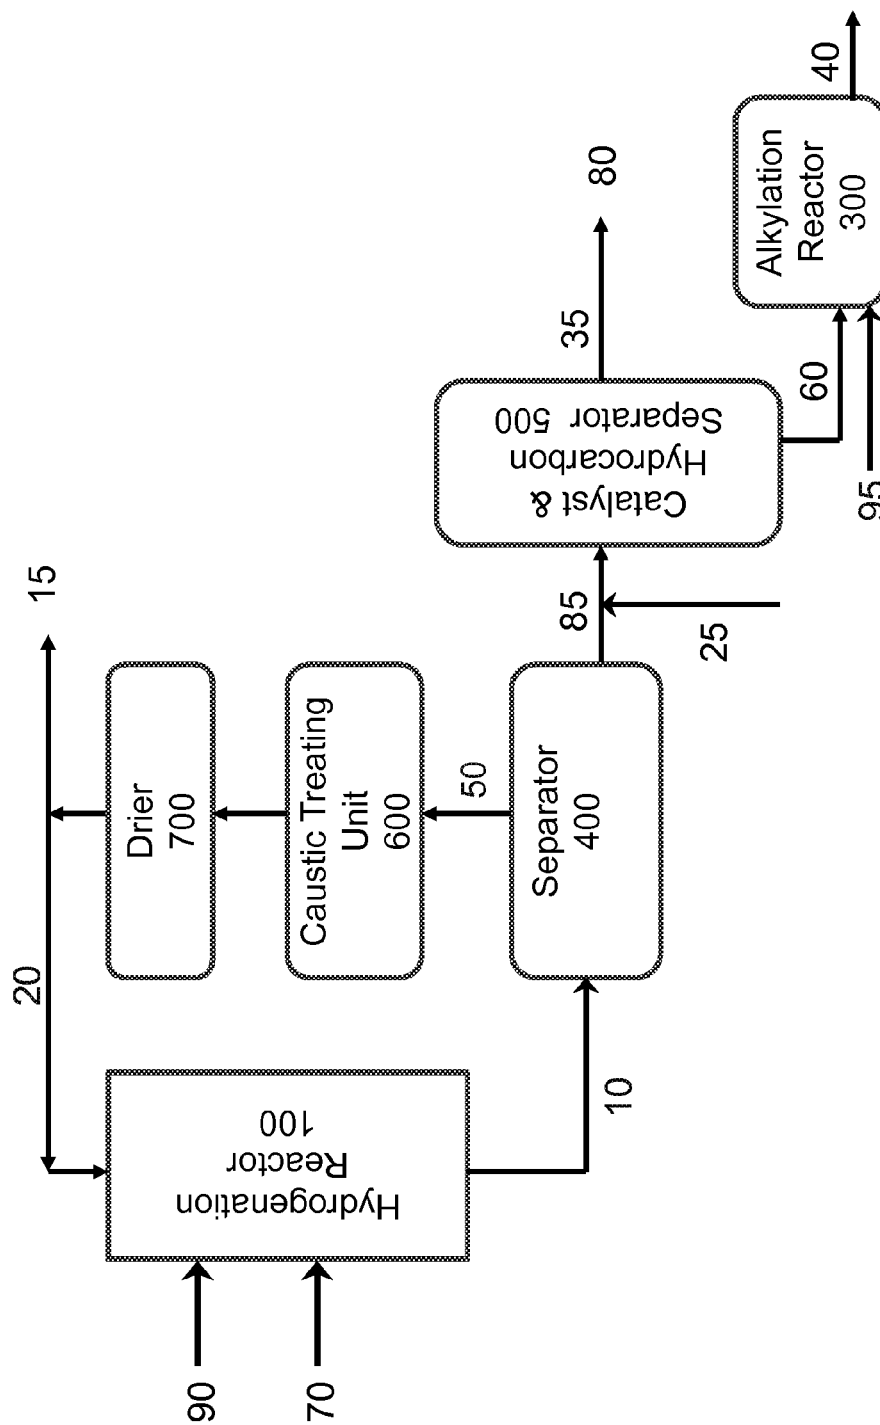 15
20
Drier
700
Caustic Treating
Unit
600
50
Separator
400
Hydrogenation
Reactor
100
90
70
10
85
25
Catalyst &
Hydrocarbon
Separator 500
35
80
60
95
Alkylation
Reactor
300
40